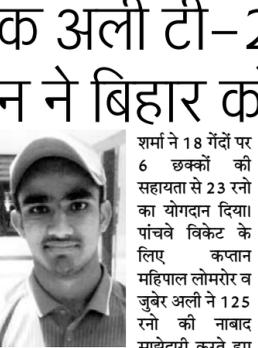 क अली टी-2
न ने बिहार को
शर्मा ने 18 गेंदों पर
6 छक्कों की
सहायता से 23 रनो
का योगदान दिया।
पांचवे विकेट के
लिए कप्तान
महिपाल लोमरोर व
जुबेर अली ने 125
रनो की नाबाद
साझेदारी करते हुए